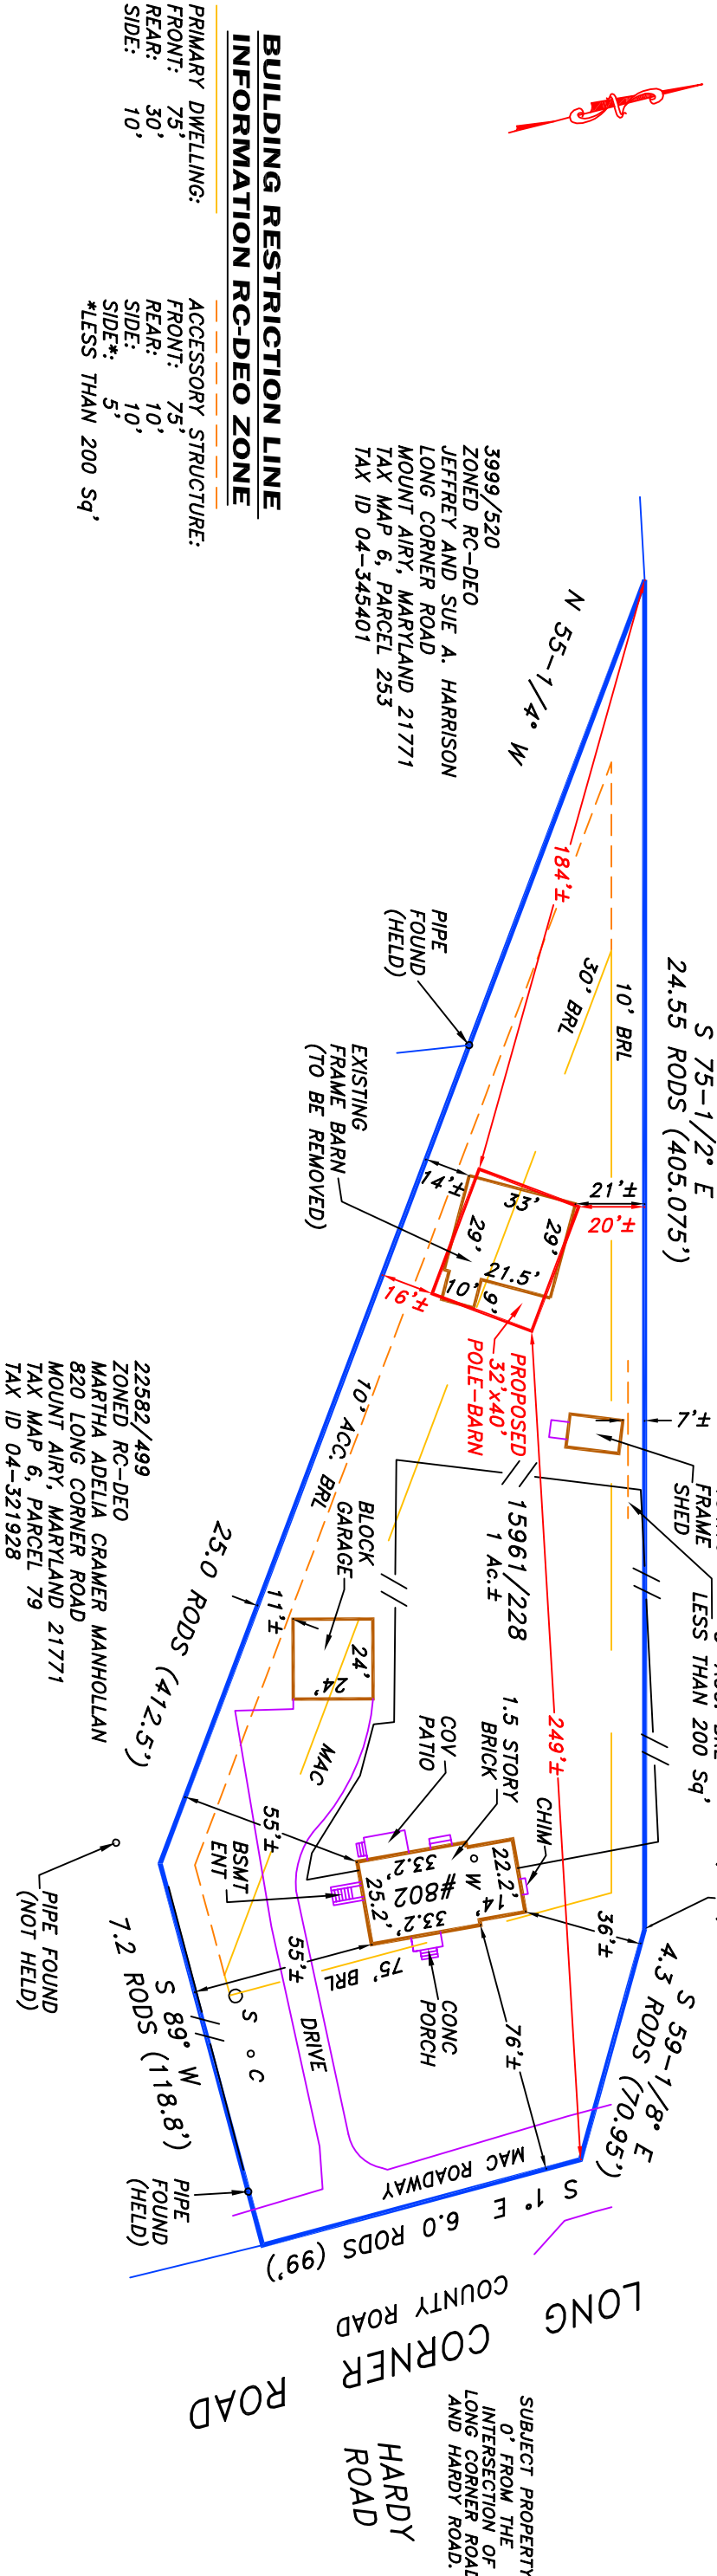 BUILDING RESTRICTION LINE
INFORMATION RC-DEO ZONE
PRIMARY DWELLING:
FRONT: 75'
REAR: 30'
SIDE: 10'
ACCESSORY STRUCTURE:
FRONT: 75'
REAR: 10'
SIDE: 10'
SIDE*: 5'
*LESS THAN 200 Sq'
3999/520
ZONED RC-DEO
JEFFREY AND SUE A. HARRISON
LONG CORNER ROAD
MOUNT AIRY, MARYLAND 21771
TAX MAP 6, PARCEL 253
TAX ID 04-345401
N 55-1/4° W
25.0 RODS (412.5')
S 75-1/2° E
24.55 RODS (405.075')
10' BRL
30' BRL
184'±
PIPE
FOUND
(HELD)
EXISTING
FRAME BARN
(TO BE REMOVED)
14'±
21'±
20'±
33'
29'
29'
21.5'
10'
9'
16'±
PROPOSED
32'x40'
POLE-BARN
7'±
FRAME
SHED
LESS THAN 200 Sq'
10' ACC. BRL
15961/228
1 Ac.±
BLOCK
GARAGE
11'±
24'
24'
MAC
249'±
1.5 STORY
BRICK
COV
PATIO
CHIM
BSMT
ENT
33.2'
22.2'
14'
W
#802
25.2'
33.2'
36'±
55'±
55'±
75' BRL
CONC
PORCH
76'±
S
C
DRIVE
MAC ROADWAY
22582/499
ZONED RC-DEO
MARTHA ADELIA CRAMER MANHOLLAN
820 LONG CORNER ROAD
MOUNT AIRY, MARYLAND 21771
TAX MAP 6, PARCEL 79
TAX ID 04-321928
PIPE FOUND
(NOT HELD)
S 89° W
7.2 RODS (118.8')
PIPE
FOUND
(HELD)
S 59-1/8° E
4.3 RODS (70.95')
S 1° E 6.0 RODS (99')
LONG CORNER ROAD
COUNTY ROAD
HARDY
ROAD
SUBJECT PROPERTY
0' FROM THE
INTERSECTION OF
LONG CORNER ROAD
AND HARDY ROAD.